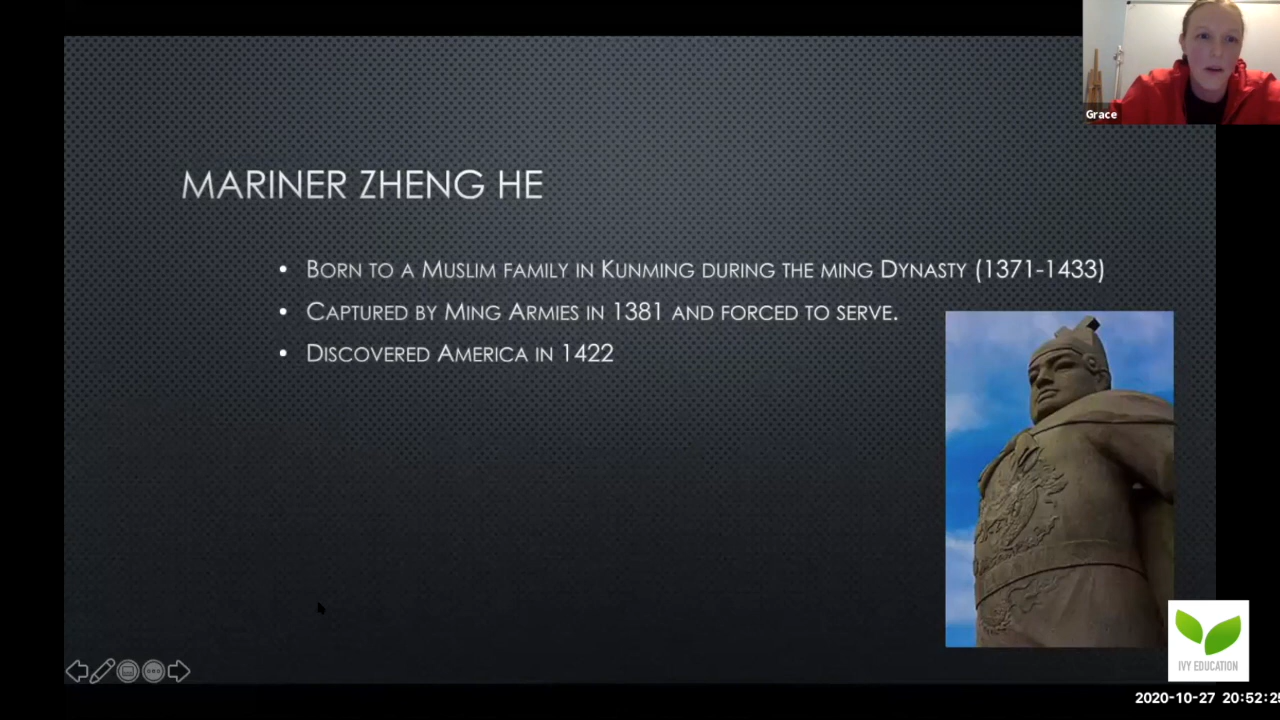 Grace
MARINER ZHENG HE
• BORN TO A MUSLIM FAMILY IN KUNMING DURING THE MING DYNASTY (1371-1433)
• CAPTURED BY MING ARMIES IN 1381 AND FORCED TO SERVE.
• DISCOVERED AMERICA IN 1422
IVY EDUCATION
2020-10-27 20:52:25